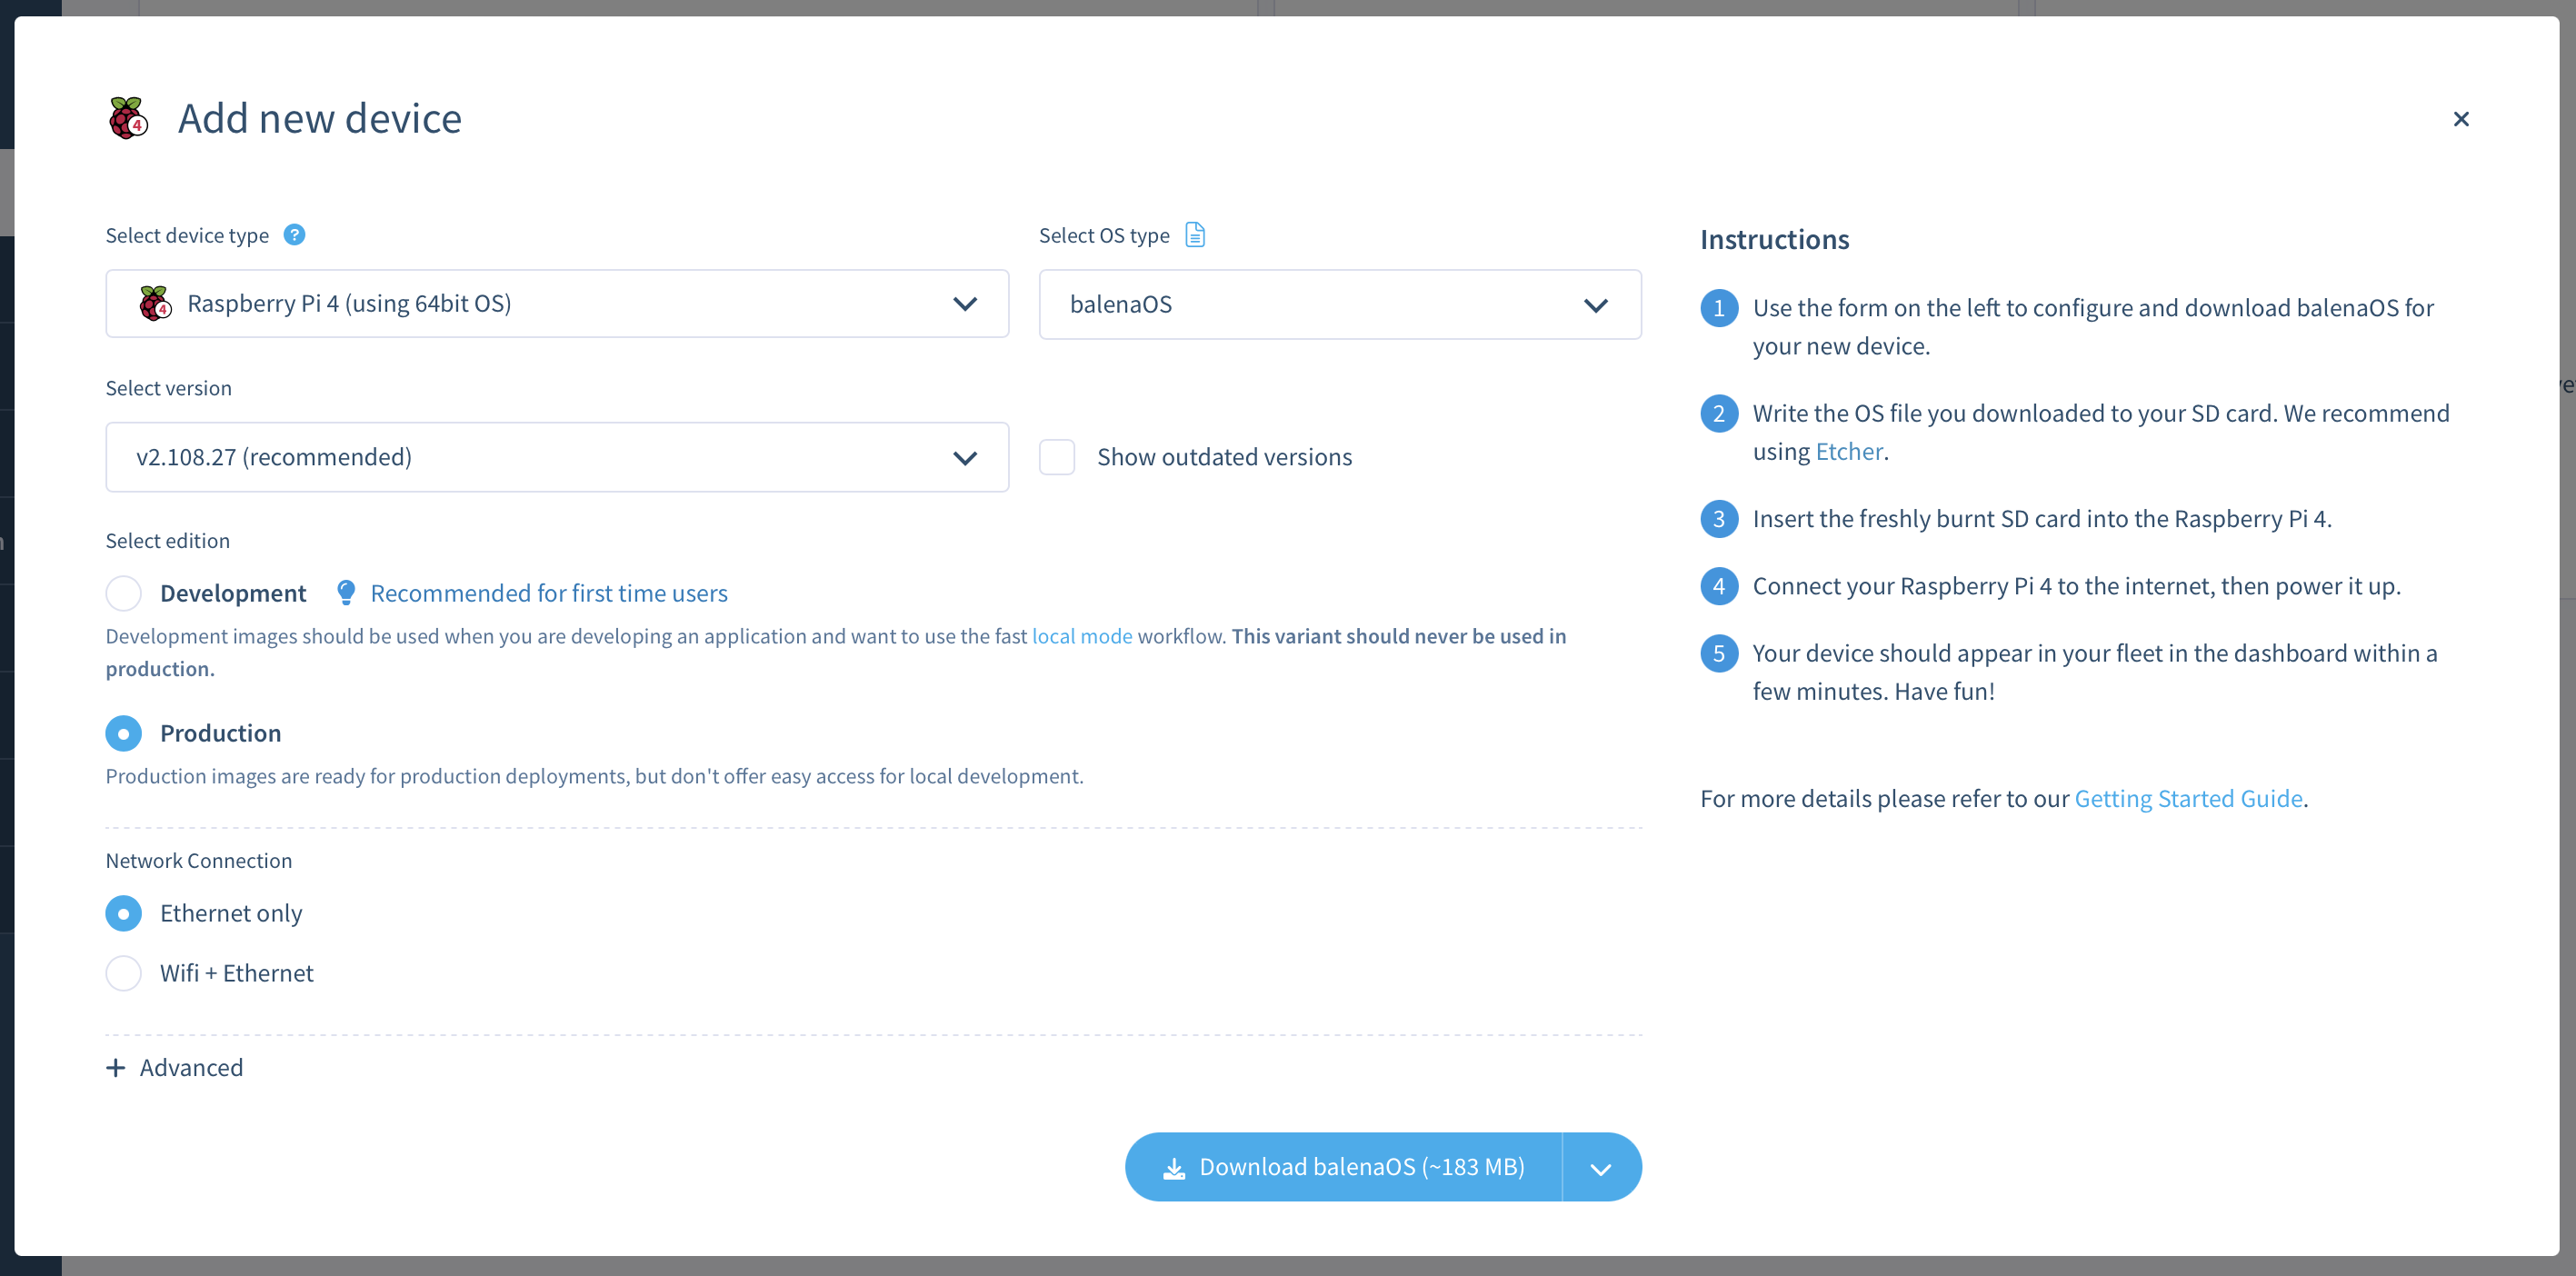 Add new device
Select device type
Select OS type
Raspberry Pi 4 (using 64bit OS)
balenaOS
Select version
v2.108.27 (recommended)
Show outdated versions
Select edition
Development Recommended for first time users
Development images should be used when you are developing an application and want to use the fast local mode workflow. This variant should never be used in
production.
Production
Production images are ready for production deployments, but don't offer easy access for local development.
Network Connection
Ethernet only
Wifi + Ethernet
+ Advanced
Download balenaOS (~183 MB)
Instructions
1 Use the form on the left to configure and download balenaOS for
your new device.
2 Write the OS file you downloaded to your SD card. We recommend
using Etcher.
3 Insert the freshly burnt SD card into the Raspberry Pi 4.
4 Connect your Raspberry Pi 4 to the internet, then power it up.
5 Your device should appear in your fleet in the dashboard within a
few minutes. Have fun!
For more details please refer to our Getting Started Guide.